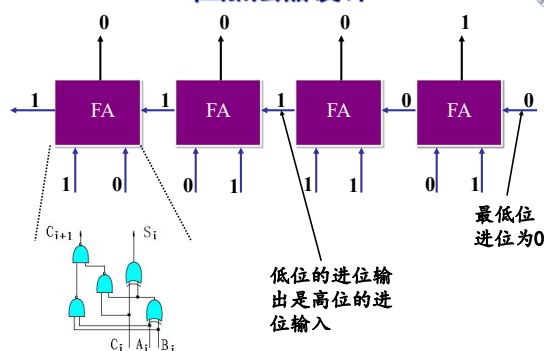 0 0 0 1
1 FA 1 FA 1 FA 0 FA 0
1 0 0 1 1 1 0 1
最低位
进位为0
C_{i+1} S_i
低位的进位输
出是高位的进
位输入
C_i A_i B_i